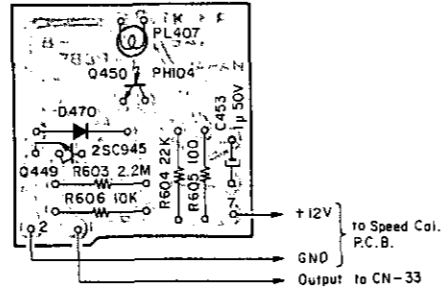 PL407
Q450 PH104
D470
C453
1μ 50V
2SC945
Q449 R603 2.2M
R606 10K
R604 22K
R605 100
7
+12V
to Speed Cal.
P.C.B.
2 1
GND
Output to CN-33